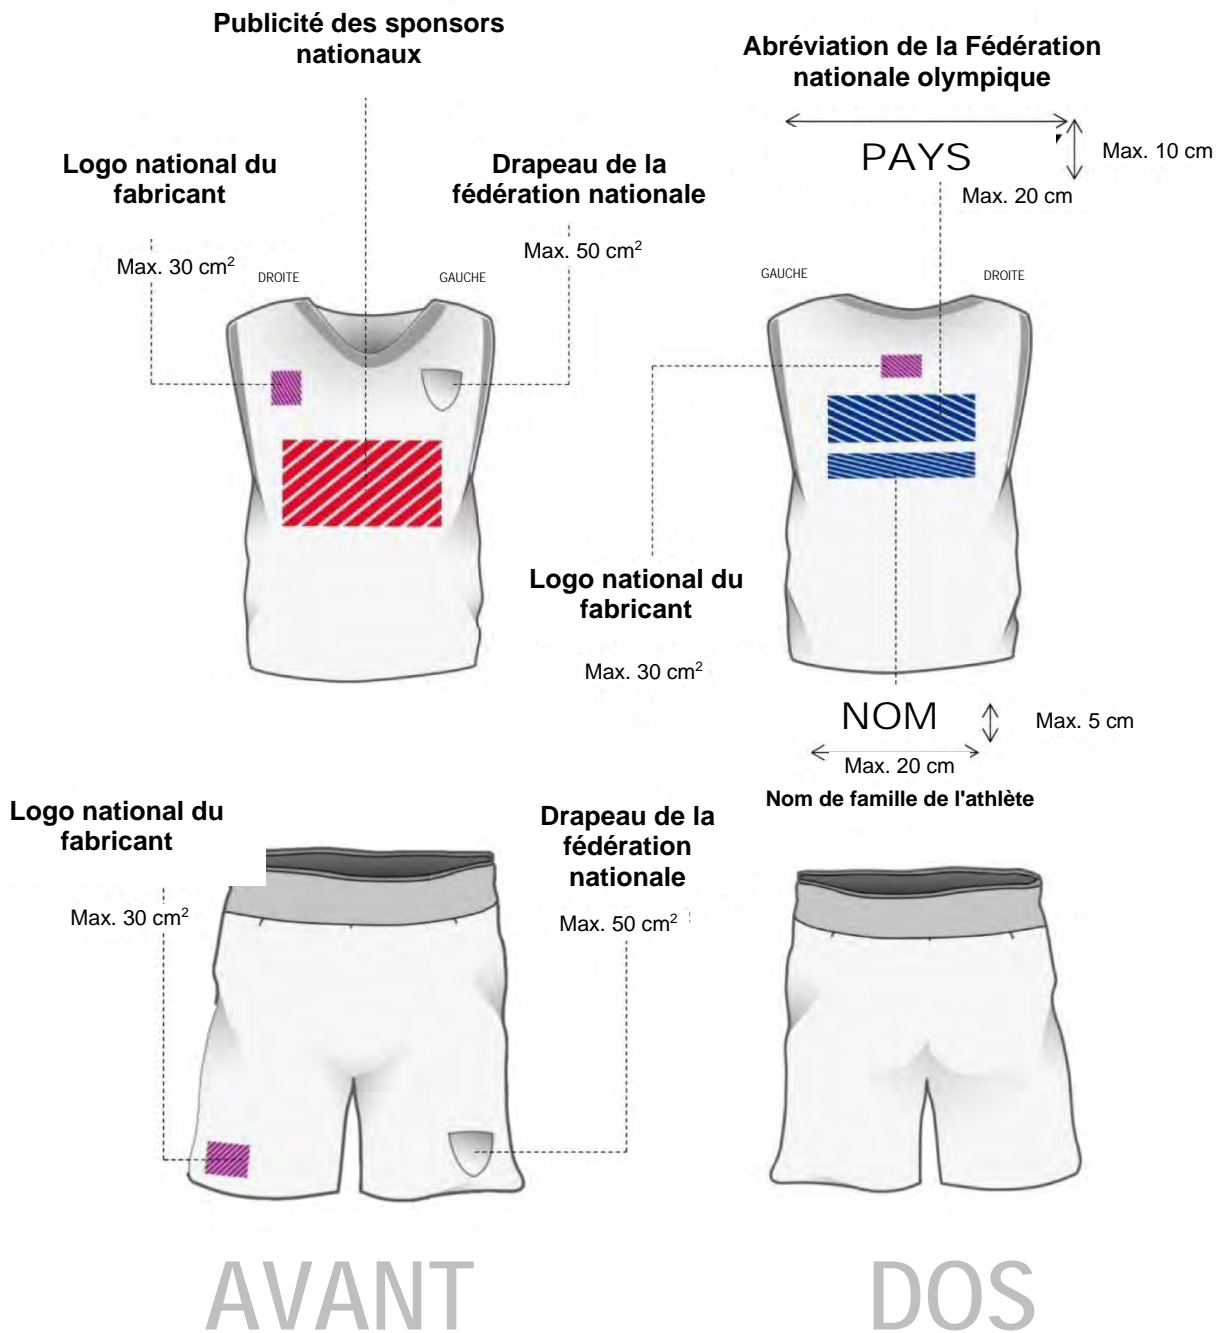 Publicité des sponsors
nationaux
Abréviation de la Fédération
nationale olympique
PAYS
Max. 10 cm
Max. 20 cm
Logo national du
fabricant
Max. 30 cm²
Drapeau de la
fédération nationale
Max. 50 cm²
DROITE
GAUCHE
GAUCHE
DROITE
Logo national du
fabricant
Max. 30 cm²
NOM
Max. 5 cm
Max. 20 cm
Nom de famille de l'athlète
Logo national du
fabricant
Max. 30 cm²
Drapeau de la
fédération
nationale
Max. 50 cm²
AVANT
DOS